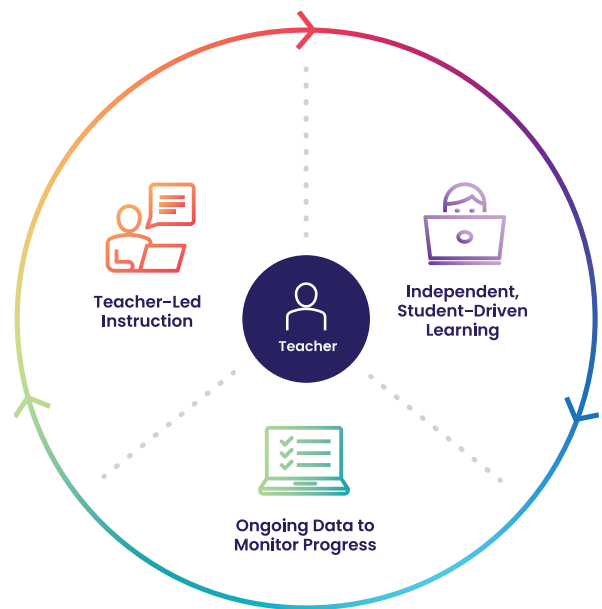 Teacher-Led
Instruction
Independent,
Student-Driven
Learning
Teacher
Ongoing Data to
Monitor Progress